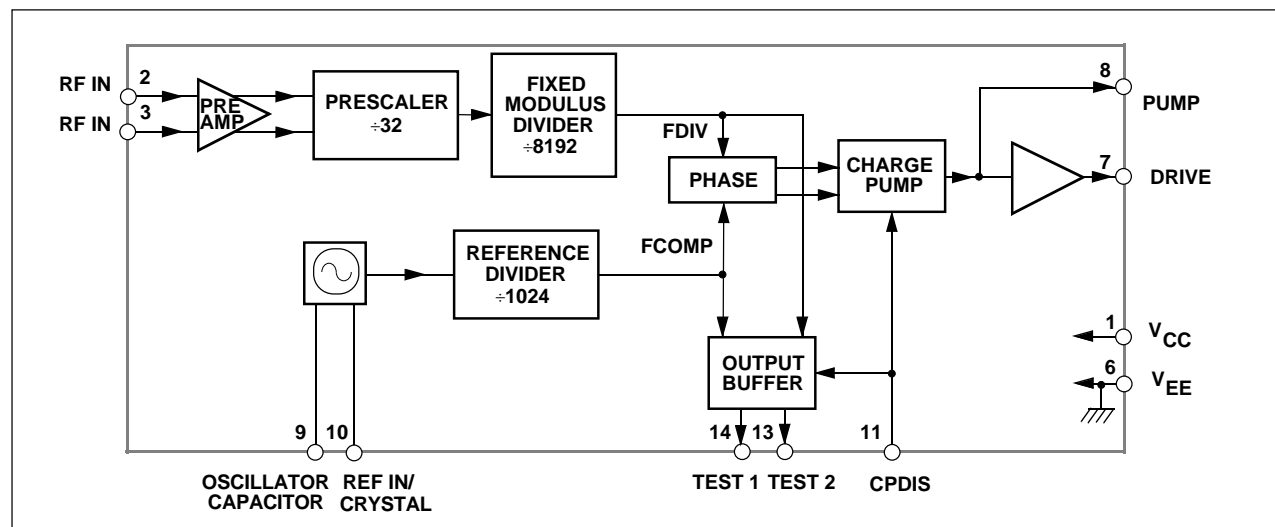 RF IN
2
RF IN
3
PRE
AMP
PRESCALER
÷32
FIXED
MODULUS
DIVIDER
÷8192
FDIV
PHASE
CHARGE
PUMP
8
PUMP
7
DRIVE
FCOMP
REFERENCE
DIVIDER
÷1024
OUTPUT
BUFFER
1
VCC
6
VEE
9
10
14
13
11
OSCILLATOR
CAPACITOR
REF IN/
CRYSTAL
TEST 1
TEST 2
CPDIS